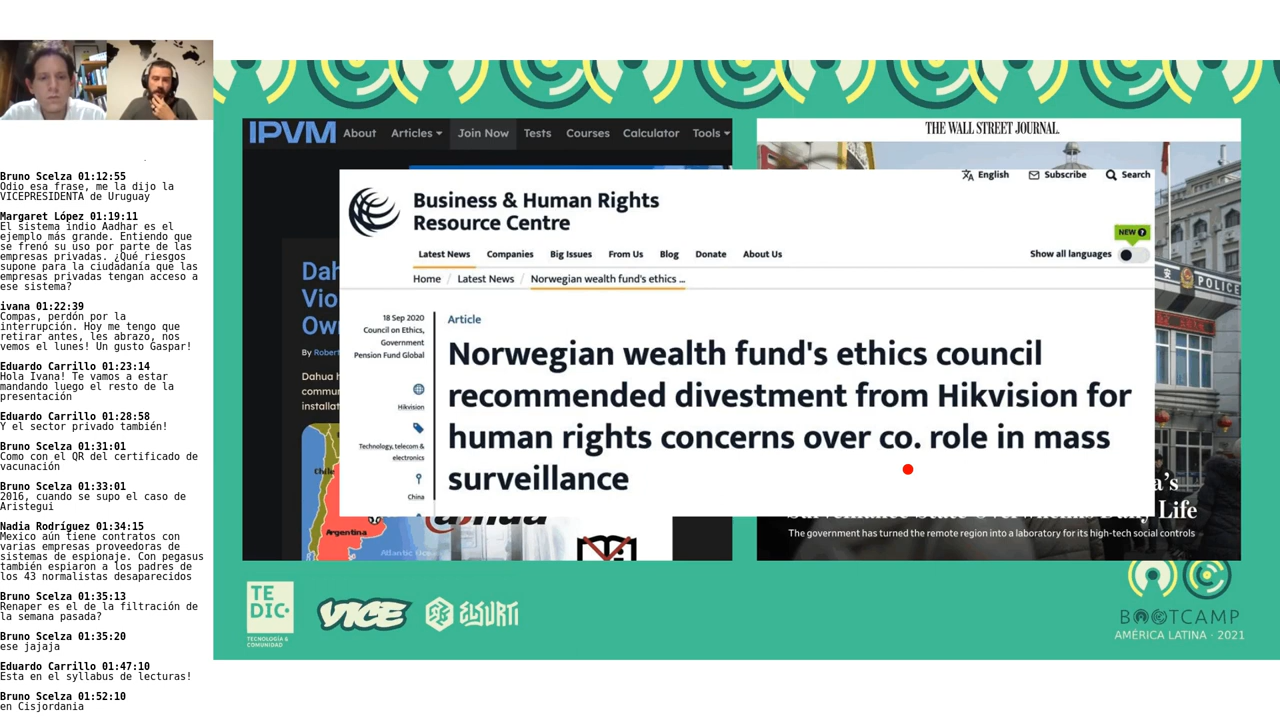 Bruno Scelza 01:12:55
Odio esa frase, me la dijo la
VICEPRESIDENTA de Uruguay
Margaret López 01:19:11
El sistema indio Aadhar es el
ejemplo más grande. Entiendo que
se frenó su uso por parte de las
empresas privadas. ¿Qué riesgos
supone para la ciudadanía que las
empresas privadas tengan acceso a
ese sistema?
ivana 01:22:39
Compas, perdón por la
interrupción. Hoy me tengo que
retirar antes, les abrazo, nos
vemos el lunes! Un gusto Gaspar!
Eduardo Carrillo 01:23:14
Hola Ivana! Te vamos a estar
mandando luego el resto de la
presentación
Eduardo Carrillo 01:28:58
Y el sector privado también!
Bruno Scelza 01:31:01
Como con el QR del certificado de
vacunación
Bruno Scelza 01:33:01
2016, cuando se supo el caso de
Aristegui
Nadia Rodríguez 01:34:15
Mexico aún tiene contratos con
varias empresas proveedoras de
sistemas de espionaje. Con pegasus
también espiaron a los padres de
los 43 normalistas desaparecidos
Bruno Scelza 01:35:13
Renaper es el de la filtración de
la semana pasada?
Bruno Scelza 01:35:20
ese jajaja
Eduardo Carrillo 01:47:10
Esta en el syllabus de lecturas!
Bruno Scelza 01:52:10
en Cisjordania
IPVM About Articles Join Now Tests Courses Calculator Tools
Dah
Vio
Ow
By Robert
Dahua h
commu
installat
Chile
Argentina
Atlantic
THE WALL STREET JOURNAL.
POLICE
English Subscribe Search
Business & Human Rights
Resource Centre
NEW
Latest News Companies Big Issues From Us Blog Donate About Us
Show all languages
Home / Latest News / Norwegian wealth fund's ethics ...
18 Sep 2020
Council on Ethics,
Government
Pension Fund Global
Hikvision
Technology, telecom &
electronics
China
Article
Norwegian wealth fund's ethics council
recommended divestment from Hikvision for
human rights concerns over co. role in mass
surveillance
a's
Surveillance State Overwhelms Daily Life
The government has turned the remote region into a laboratory for its high-tech social controls
TE
DIC
TECNOLOGÍA &
COMUNIDAD
VICE
ELSURTI
BOOTCAMP
AMÉRICA LATINA · 2021